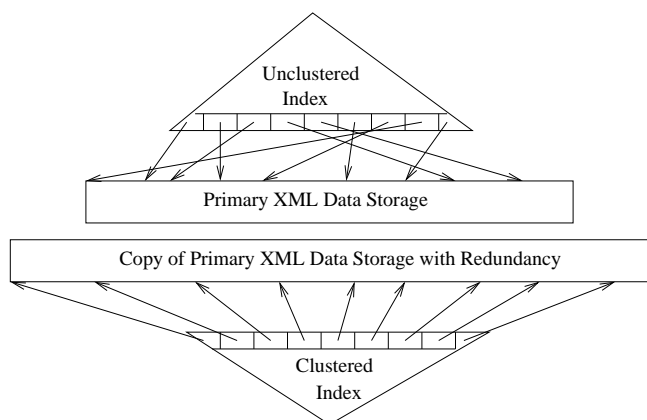 Unclustered
Index
Primary XML Data Storage
Copy of Primary XML Data Storage with Redundancy
Clustered
Index